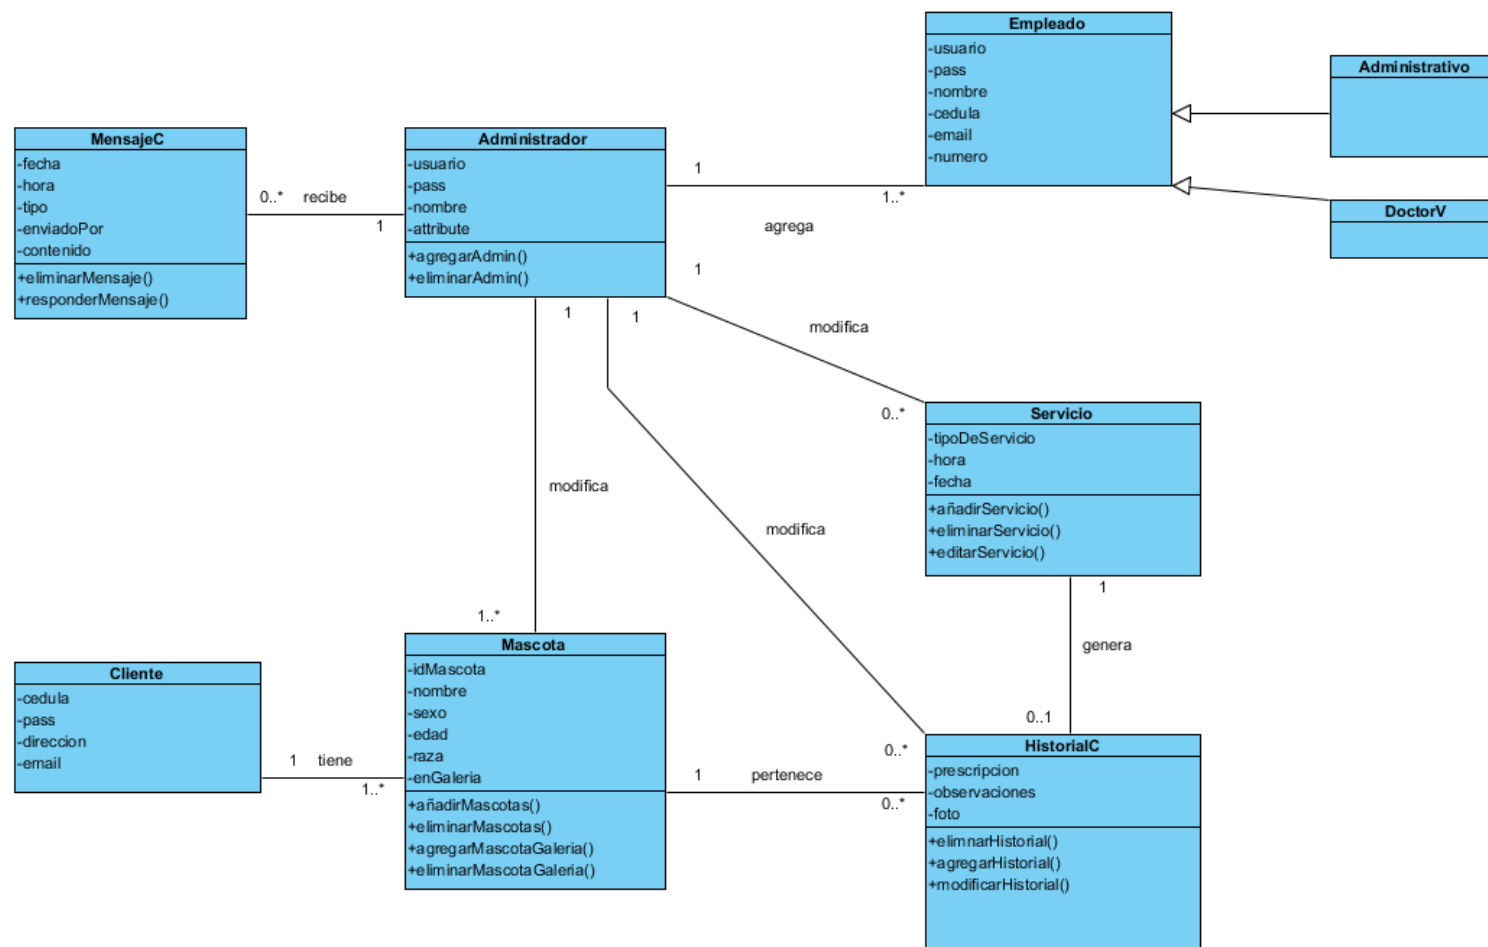 Empleado
-usuario
-pass
-nombre
-cedula
-email
-numero
Administrativo
DoctorV
MensajeC
-fecha
-hora
-tipo
-enviadoPor
-contenido
+eliminarMensaje()
+responderMensaje()
0..*
recibe
1
Administrador
-usuario
-pass
-nombre
-attribute
+agregarAdmin()
+eliminarAdmin()
1
1..*
agrega
1
modifica
0..*
1
modifica
1..*
1
modifica
0..*
Servicio
-tipoDeServicio
-hora
-fecha
+añadirServicio()
+eliminarServicio()
+editarServicio()
1
genera
0..1
Cliente
-cedula
-pass
-direccion
-email
1
tiene
1..*
Mascota
-idMascota
-nombre
-sexo
-edad
-raza
-enGaleria
+añadirMascotas()
+eliminarMascotas()
+agregarMascotaGaleria()
+eliminarMascotaGaleria()
1
pertenece
0..*
HistorialC
-prescripcion
-observaciones
-foto
+elimnarHistorial()
+agregarHistorial()
+modificarHistorial()